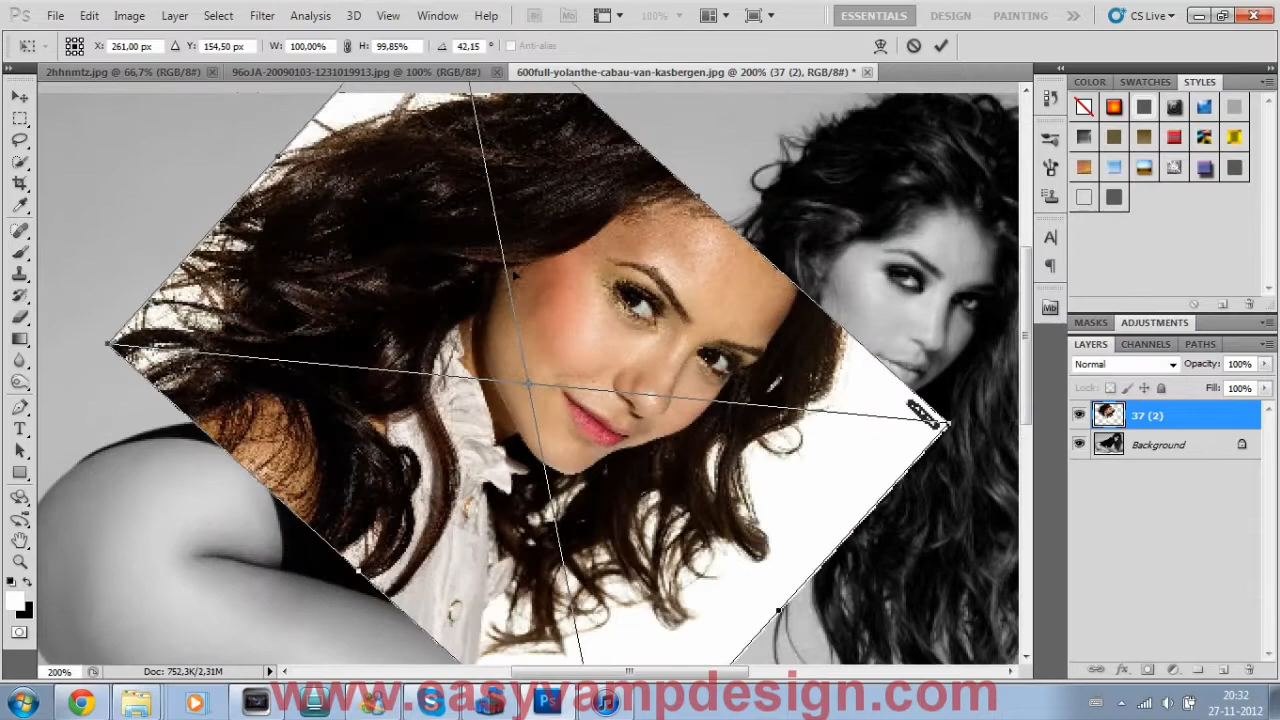 Ps File Edit Image Layer Select Filter Analysis 3D View Window Help Br Mb 100% ESSENTIALS DESIGN PAINTING CS Live
X: 261,00 px Y: 154,50 px W: 100,00% H: 99,85% 42,15 ° Anti-alias
2hhnmtz.jpg @ 66,7% (RGB/8#) 96oJA-20090103-1231019913.jpg @ 100% (RGB/8#) 600full-yolanthe-cabau-van-kasbergen.jpg @ 200% (37 (2), RGB/8#) *
COLOR SWATCHES STYLES
MASKS ADJUSTMENTS
LAYERS CHANNELS PATHS
Normal Opacity: 100%
Lock: Fill: 100%
37 (2)
Background
200% Doc: 752,3K/2,31M
www.easyvampdesign.com
20:32
27-11-2012